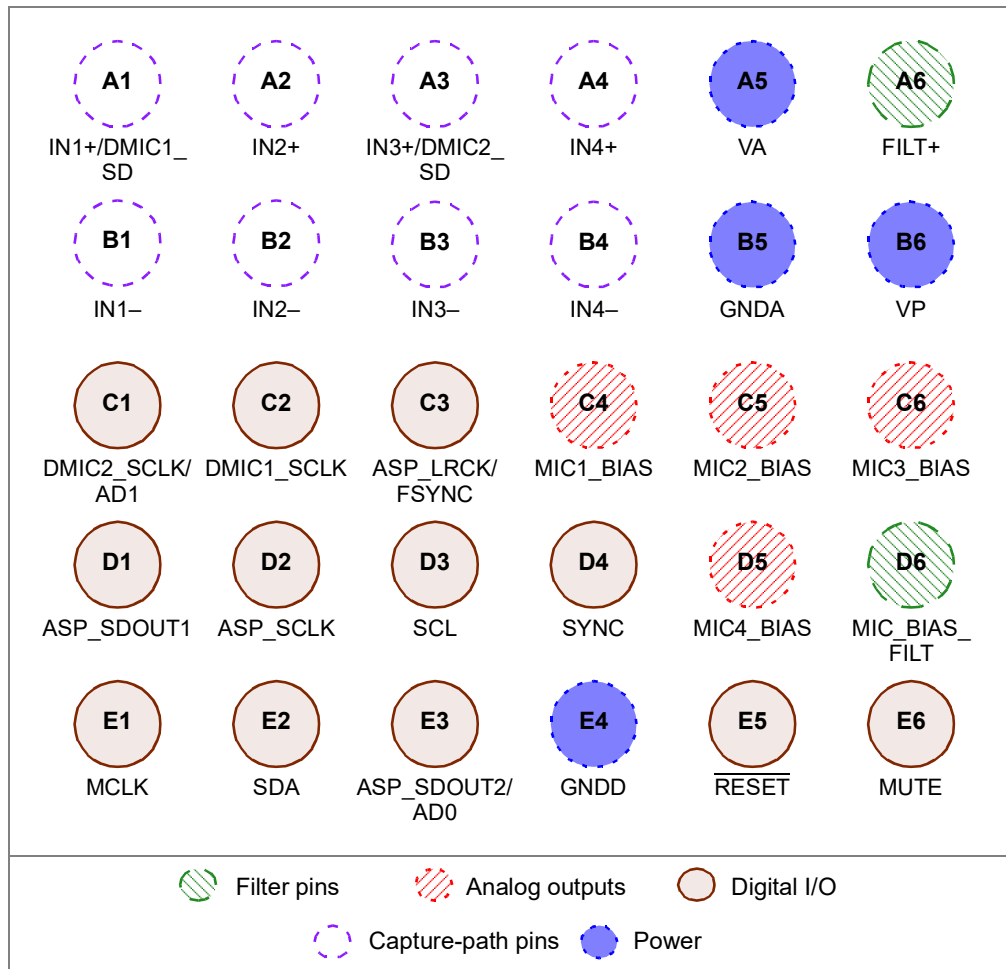 A1 A2 A3 A4 A5 A6
IN1+/DMIC1_ IN2+ IN3+/DMIC2_ IN4+ VA FILT+
SD SD
B1 B2 B3 B4 B5 B6
IN1– IN2– IN3– IN4– GNDA VP
C1 C2 C3 C4 C5 C6
DMIC2_SCLK/ DMIC1_SCLK ASP_LRCK/ MIC1_BIAS MIC2_BIAS MIC3_BIAS
AD1 FSYNC
D1 D2 D3 D4 D5 D6
ASP_SDOUT1 ASP_SCLK SCL SYNC MIC4_BIAS MIC_BIAS_
FILT
E1 E2 E3 E4 E5 E6
MCLK SDA ASP_SDOUT2/ GNDD RESET MUTE
AD0
Filter pins Analog outputs Digital I/O
Capture-path pins Power